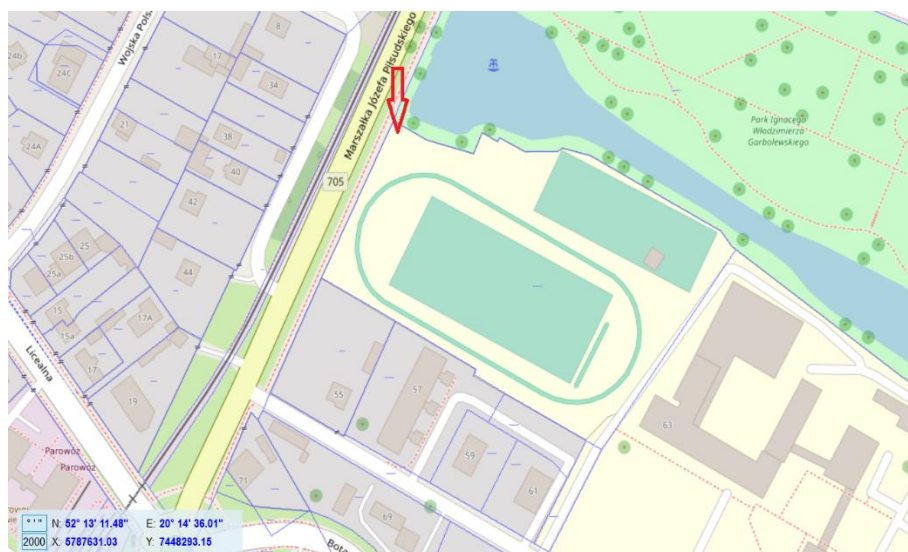 8
Wojska Pols
24b
24C
17
34
Marszałka Józefa Piłsudskiego
21
38
24A
40
Park Ignacego
Włodzimierza
Garbolewskiego
705
42
25
25b
25a
44
15
17A
15a
17
Licealna
19
55
57
63
59
61
Parowóz
Parowóz
71
69
Bota
° ' " N: 52° 13' 11.48" E: 20° 14' 36.01"
2000 X: 5787631.03 Y: 7448293.15